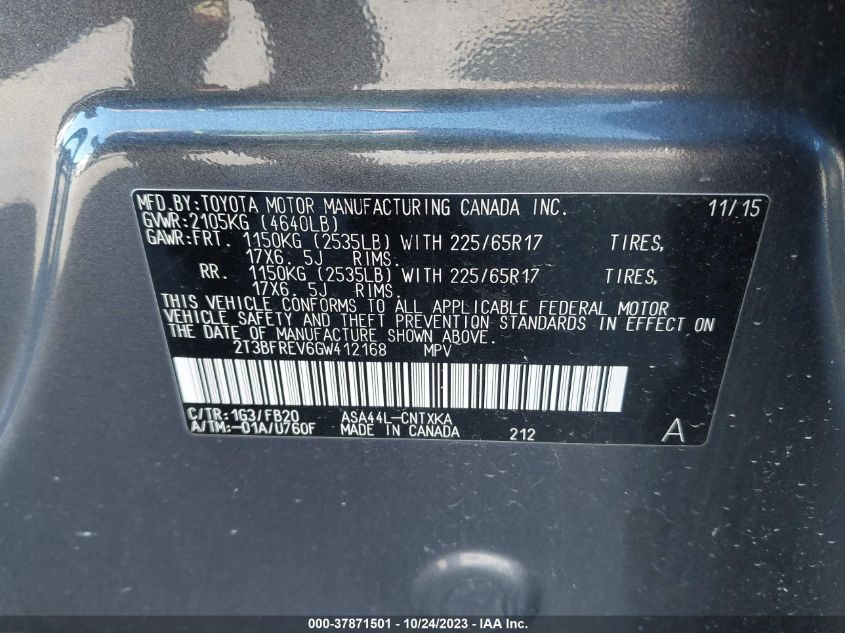 MFD.BY:TOYOTA MOTOR MANUFACTURING CANADA INC. 11/15
GVWR:2105KG (4640LB)
GAWR:FRT. 1150KG (2535LB) WITH 225/65R17 TIRES,
17X6.5J RIMS.
RR. 1150KG (2535LB) WITH 225/65R17 TIRES,
17X6.5J RIMS.
THIS VEHICLE CONFORMS TO ALL APPLICABLE FEDERAL MOTOR
VEHICLE SAFETY AND THEFT PREVENTION STANDARDS IN EFFECT ON
THE DATE OF MANUFACTURE SHOWN ABOVE.
2T3BFREV6GW412168 MPV
C/TR:1G3/FB20 ASA44L-CNTXKA
A/TM:-01A/U760F MADE IN CANADA 212 A
000-37871501 - 10/24/2023 - IAA Inc.